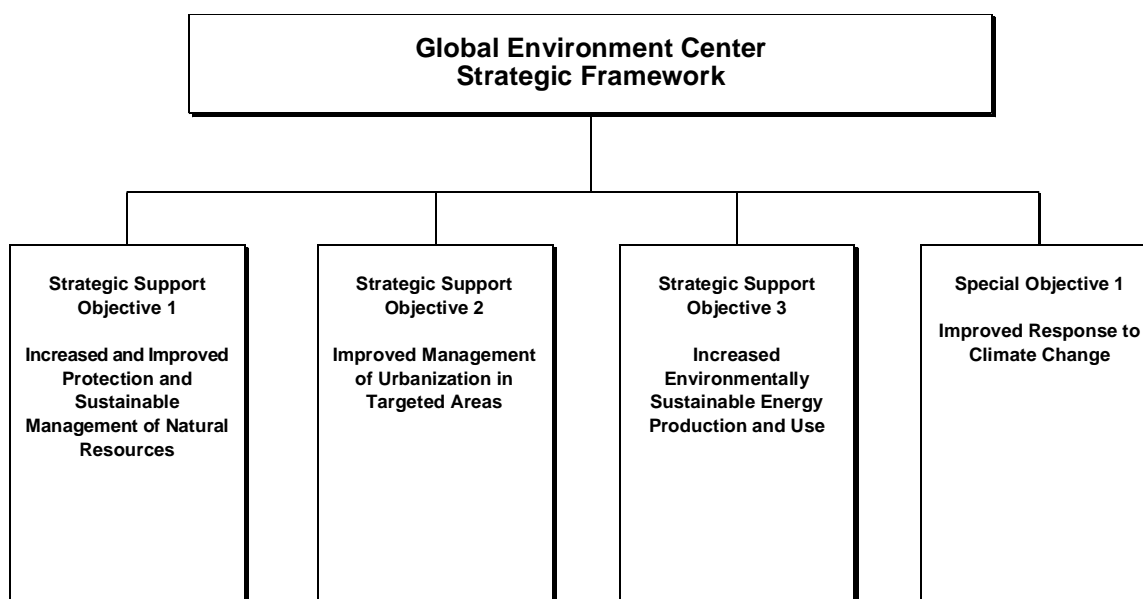 Global Environment Center
Strategic Framework
Strategic Support
Objective 1
Increased and Improved
Protection and
Sustainable
Management of Natural
Resources
Strategic Support
Objective 2
Improved Management
of Urbanization in
Targeted Areas
Strategic Support
Objective 3
Increased
Environmentally
Sustainable Energy
Production and Use
Special Objective 1
Improved Response to
Climate Change